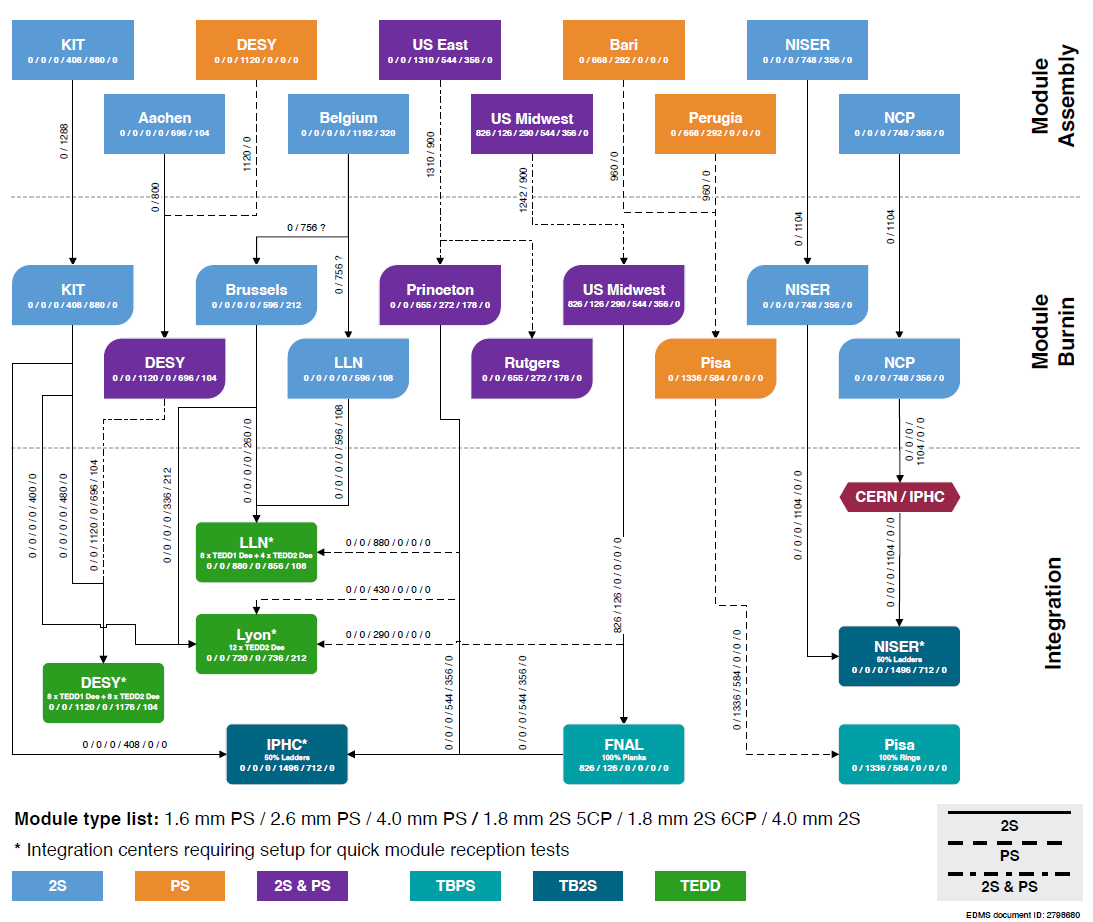 KIT
0 / 0 / 0 / 408 / 880 / 0
DESY
0 / 0 / 1120 / 0 / 0 / 0
US East
0 / 0 / 1310 / 544 / 356 / 0
Bari
0 / 668 / 292 / 0 / 0 / 0
NISER
0 / 0 / 0 / 748 / 356 / 0
Aachen
0 / 0 / 0 / 0 / 696 / 104
Belgium
0 / 0 / 0 / 0 / 1192 / 320
US Midwest
826 / 126 / 290 / 544 / 356 / 0
Perugia
0 / 668 / 292 / 0 / 0 / 0
NCP
0 / 0 / 0 / 748 / 356 / 0
Module
Assembly
0 / 1288
0 / 800
1120 / 0
1310 / 900
1242 / 900
960 / 0
960 / 0
0 / 1104
0 / 1104
0 / 756 ?
0 / 756 ?
KIT
0 / 0 / 0 / 408 / 880 / 0
Brussels
0 / 0 / 0 / 0 / 596 / 212
Princeton
0 / 0 / 655 / 272 / 178 / 0
US Midwest
826 / 126 / 290 / 544 / 356 / 0
NISER
0 / 0 / 0 / 748 / 356 / 0
DESY
0 / 0 / 1120 / 0 / 696 / 104
LLN
0 / 0 / 0 / 0 / 596 / 108
Rutgers
0 / 0 / 655 / 272 / 178 / 0
Pisa
0 / 1336 / 584 / 0 / 0 / 0
NCP
0 / 0 / 0 / 748 / 356 / 0
Module
Burnin
0 / 0 / 0 / 0 / 400 / 0
0 / 0 / 0 / 0 / 480 / 0
0 / 0 / 1120 / 0 / 696 / 104
0 / 0 / 0 / 0 / 336 / 212
0 / 0 / 0 / 0 / 260 / 0
0 / 0 / 0 / 0 / 596 / 108
0 / 0 / 0 / 1104 / 0 / 0
0 / 0 / 0 /
1104 / 0 / 0
CERN / IPHC
0 / 0 / 0 / 1104 / 0 / 0
LLN*
8 x TEDD1 Dee + 4 x TEDD2 Dee
0 / 0 / 880 / 0 / 856 / 108
0 / 0 / 880 / 0 / 0 / 0
0 / 0 / 430 / 0 / 0 / 0
826 / 126 / 0 / 0 / 0 / 0
Lyon*
12 x TEDD2 Dee
0 / 0 / 720 / 0 / 736 / 212
0 / 0 / 290 / 0 / 0 / 0
NISER*
50% Ladders
0 / 0 / 0 / 1496 / 712 / 0
DESY*
8 x TEDD1 Dee + 8 x TEDD2 Dee
0 / 0 / 1120 / 0 / 1176 / 104
0 / 0 / 0 / 544 / 356 / 0
0 / 0 / 0 / 544 / 356 / 0
0 / 1336 / 584 / 0 / 0 / 0
Integration
0 / 0 / 0 / 408 / 0 / 0
IPHC*
50% Ladders
0 / 0 / 0 / 1496 / 712 / 0
FNAL
100% Planks
826 / 126 / 0 / 0 / 0 / 0
Pisa
100% Rings
0 / 1336 / 584 / 0 / 0 / 0
Module type list: 1.6 mm PS / 2.6 mm PS / 4.0 mm PS / 1.8 mm 2S 5CP / 1.8 mm 2S 6CP / 4.0 mm 2S
* Integration centers requiring setup for quick module reception tests
2S
PS
2S & PS
TBPS
TB2S
TEDD
2S
PS
2S & PS
EDMS document ID: 2798680